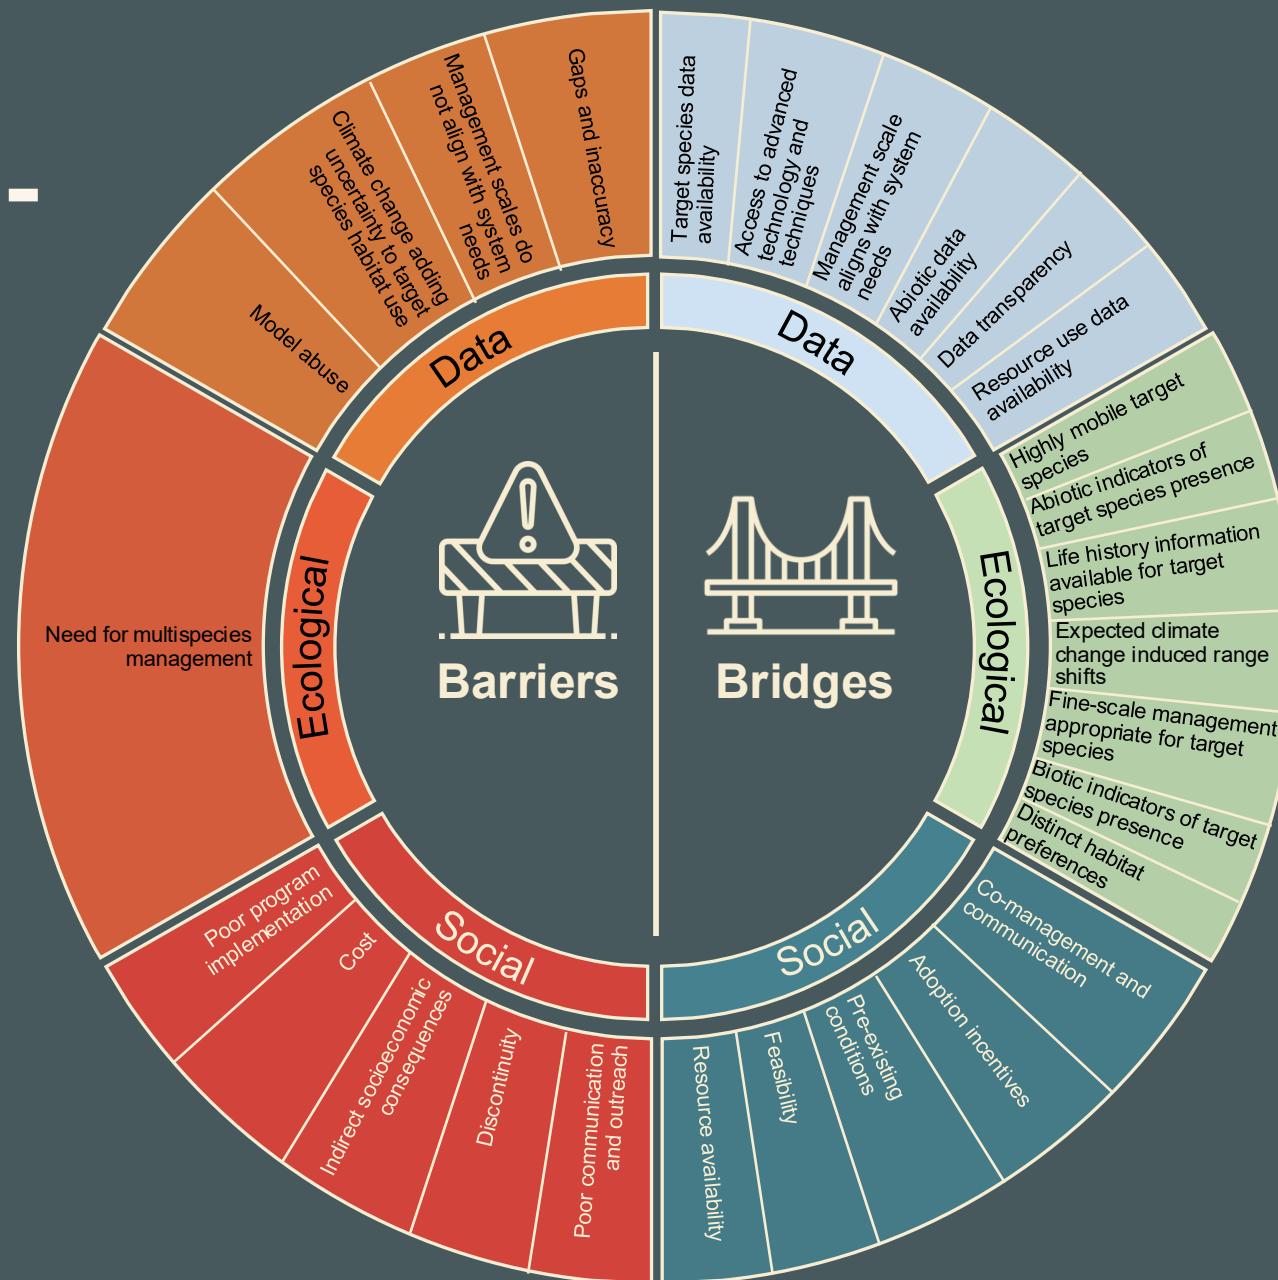 Barriers
Bridges
Data
Gaps and inaccuracy
Management scales do
not align with system
needs
Climate change adding
uncertainty to target
species habitat use
Model abuse
Ecological
Need for multispecies
management
Social
Poor program
implementation
Cost
Indirect socioeconomic
consequences
Discontinuity
Poor communication
and outreach
Data
Target species data
availability
Access to advanced
technology and
techniques
Management scale
aligns with system
needs
Abiotic data
availability
Data transparency
Resource use data
availability
Ecological
Highly mobile target
species
Abiotic indicators of
target species presence
Life history information
available for target
species
Expected climate
change induced range
shifts
Fine-scale management
appropriate for target
species
Biotic indicators of target
species presence
Distinct habitat
preferences
Social
Co-management and
communication
Adoption incentives
Pre-existing
conditions
Feasibility
Resource availability